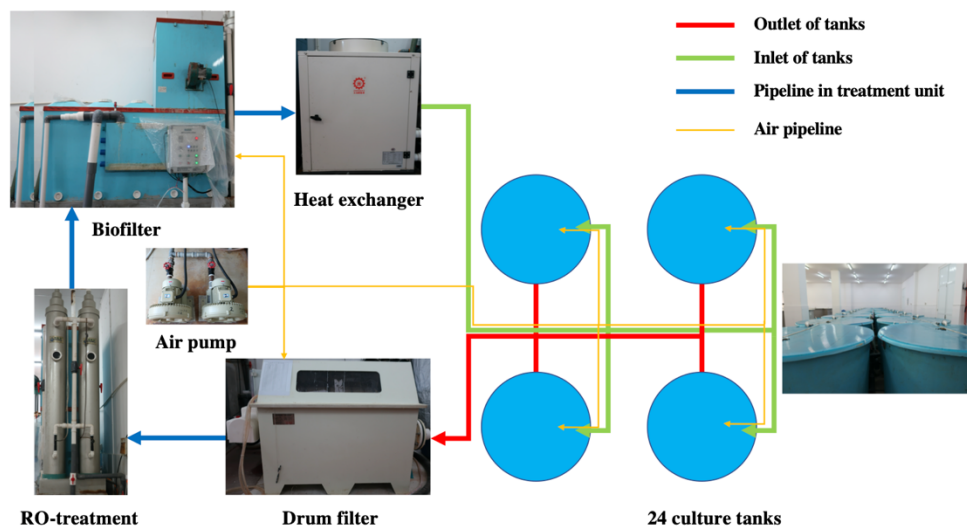 Outlet of tanks
Inlet of tanks
Pipeline in treatment unit
Air pipeline
Heat exchanger
Biofilter
Air pump
RO-treatment
Drum filter
24 culture tanks